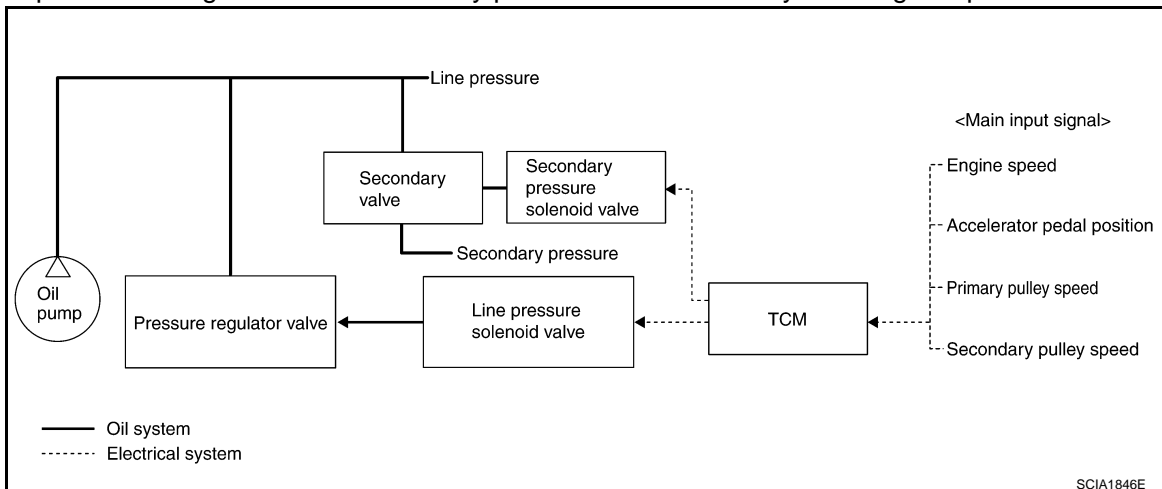 Line pressure
<Main input signal>
Secondary
valve
Secondary
pressure
solenoid valve
Engine speed
Accelerator pedal position
Secondary pressure
Oil
pump
Pressure regulator valve
Line pressure
solenoid valve
TCM
Primary pulley speed
Secondary pulley speed
Oil system
Electrical system
SCIA1846E